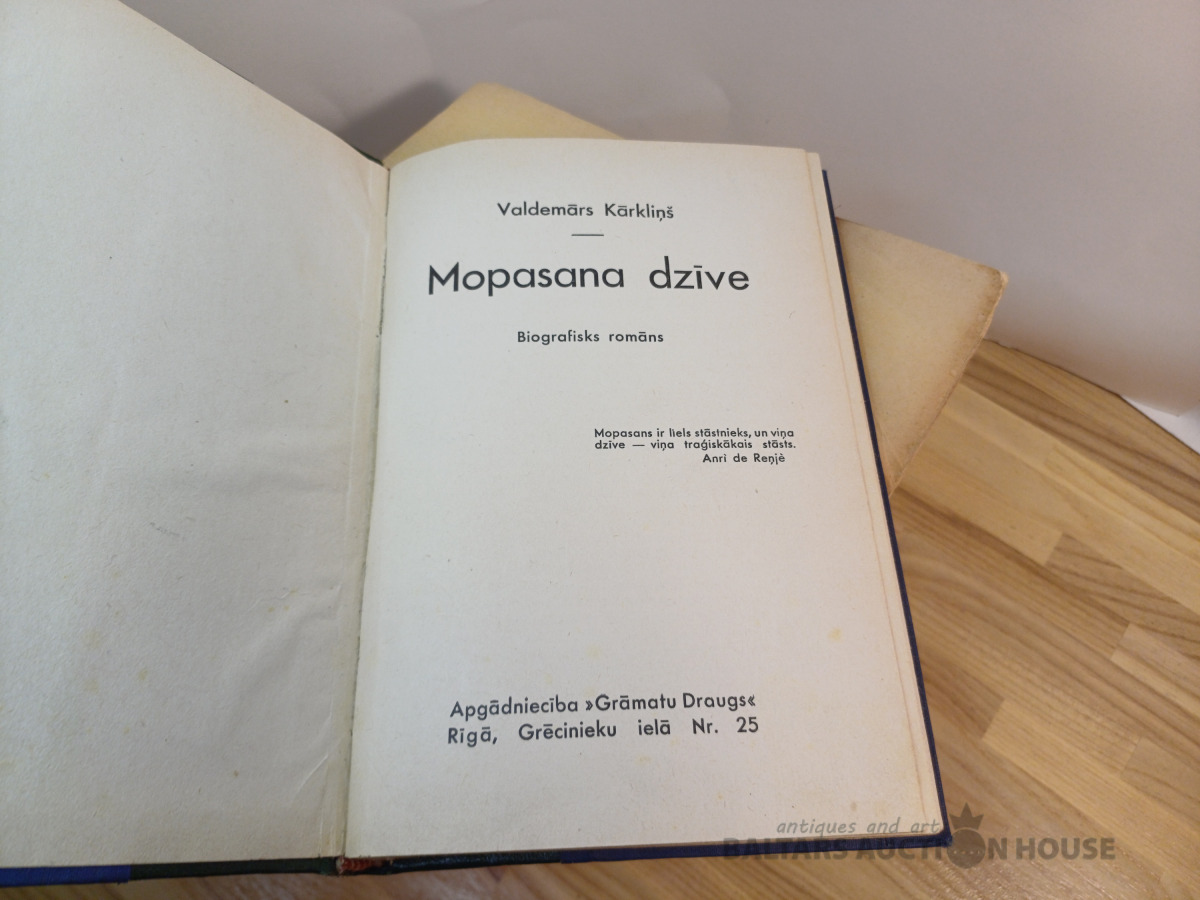 Valdemārs Kārkliņš
Mopasana dzīve
Biografisks romāns
Mopasans ir liels stāstnieks, un viņa
dzīve — viņa traģiskākais stāsts.
Anrī de Reņjē
Apgādniecība »Grāmatu Draugs«
Rīgā, Grēcinieku ielā Nr. 25
antiques and art
BALTARS AUCTION HOUSE